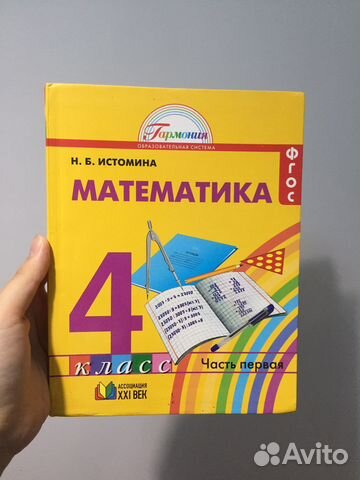 Гармония
ОБРАЗОВАТЕЛЬНАЯ СИСТЕМА
Н. Б. ИСТОМИНА
ФГОС
МАТЕМАТИКА
4
класс
Часть первая
АССОЦИАЦИЯ
XXI ВЕК
Avito